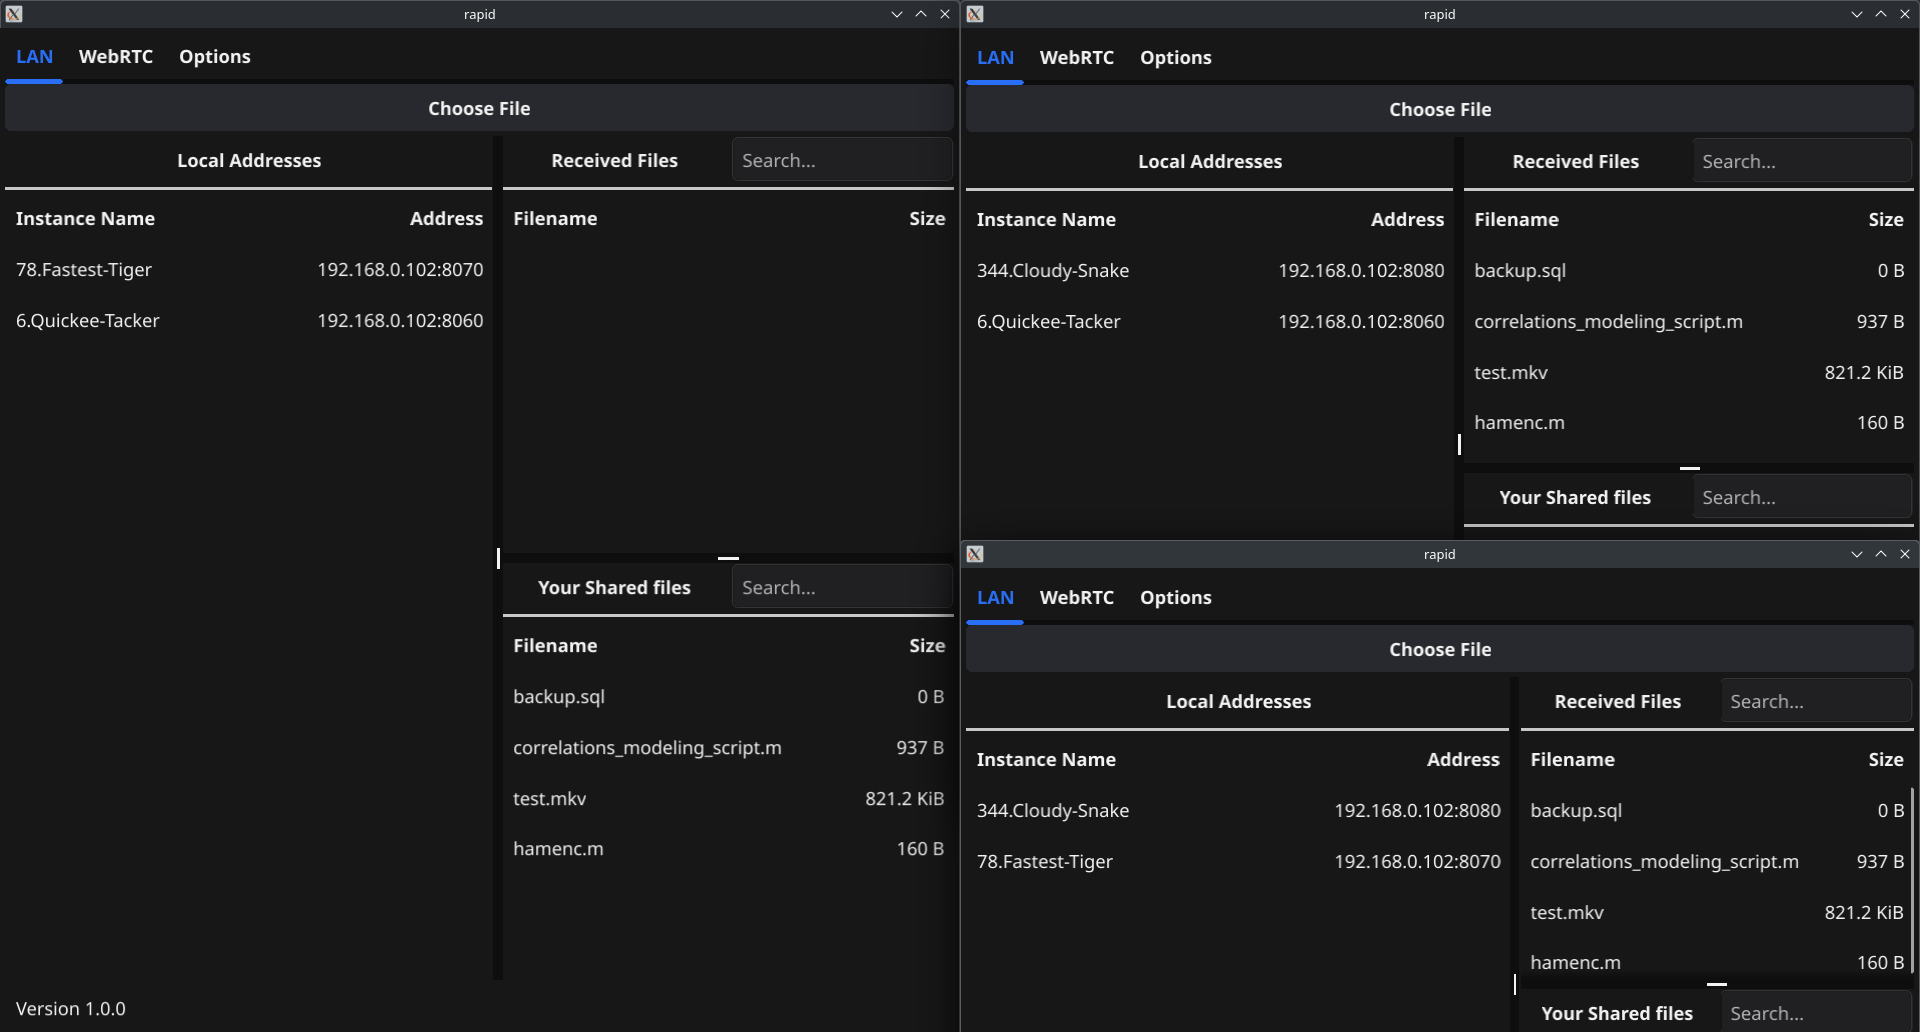 rapid
LAN WebRTC Options
Choose File
Local Addresses
Instance Name Address
78.Fastest-Tiger 192.168.0.102:8070
6.Quickee-Tacker 192.168.0.102:8060
Received Files Search...
Filename Size
Your Shared files Search...
Filename Size
backup.sql 0 B
correlations_modeling_script.m 937 B
test.mkv 821.2 KiB
hamenc.m 160 B
Version 1.0.0
rapid
LAN WebRTC Options
Choose File
Local Addresses
Instance Name Address
344.Cloudy-Snake 192.168.0.102:8080
6.Quickee-Tacker 192.168.0.102:8060
Received Files Search...
Filename Size
backup.sql 0 B
correlations_modeling_script.m 937 B
test.mkv 821.2 KiB
hamenc.m 160 B
Your Shared files Search...
rapid
LAN WebRTC Options
Choose File
Local Addresses
Instance Name Address
344.Cloudy-Snake 192.168.0.102:8080
78.Fastest-Tiger 192.168.0.102:8070
Received Files Search...
Filename Size
backup.sql 0 B
correlations_modeling_script.m 937 B
test.mkv 821.2 KiB
hamenc.m 160 B
Your Shared files Search...